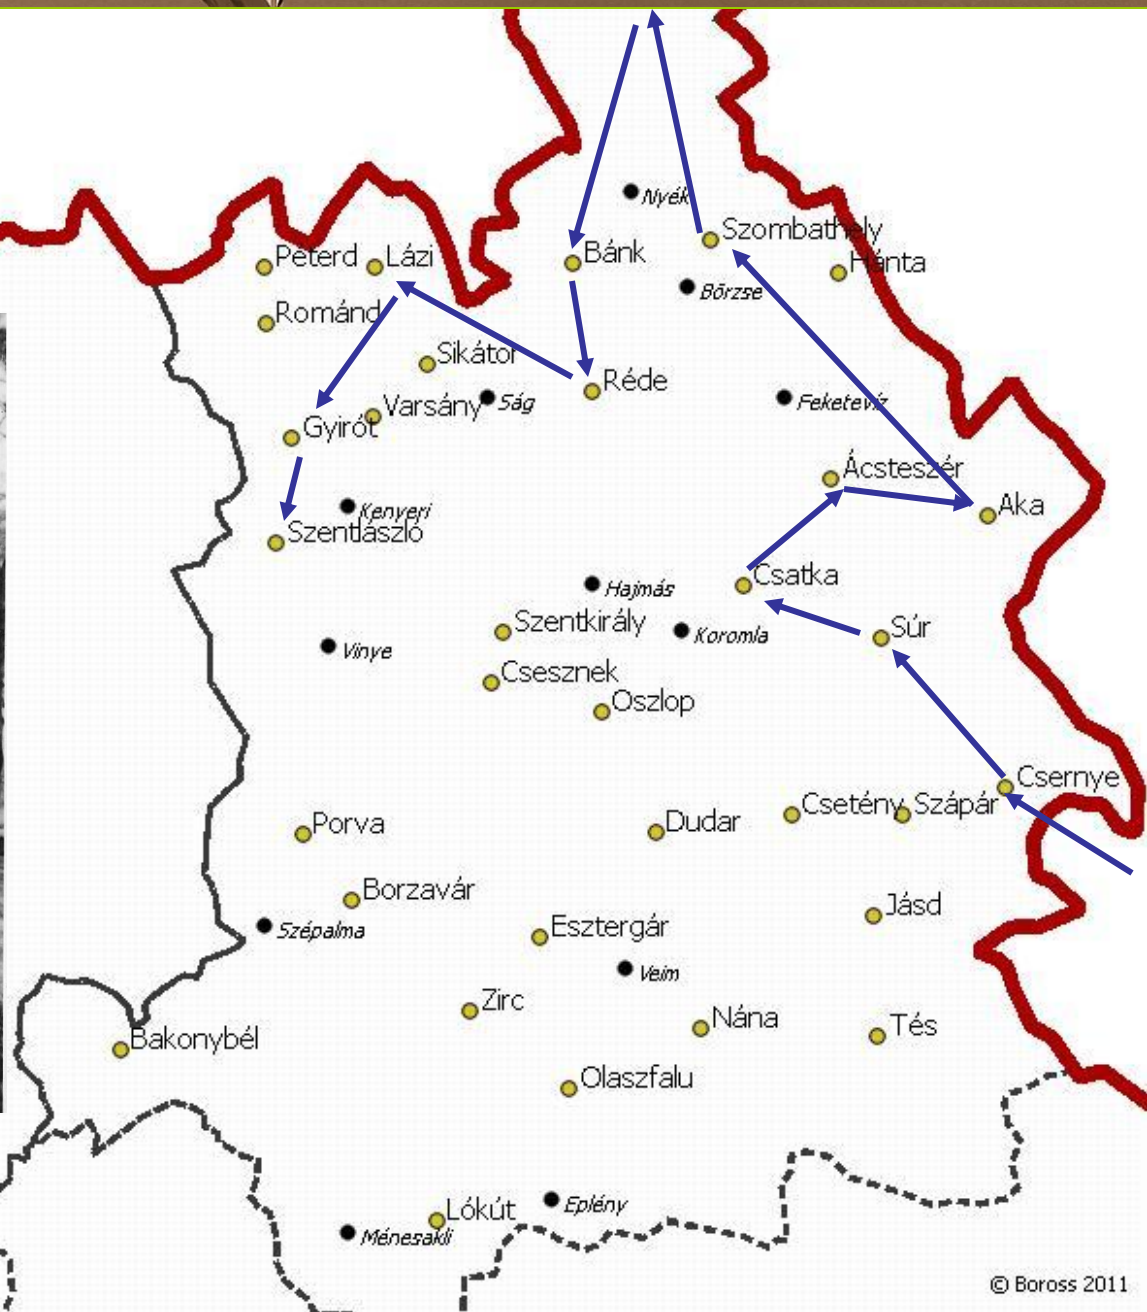 Nyék
Szombathely
Bánk
Hánta
Péterd
Lázi
Börzse
Románd
Sikátor
Réde
Varsány
Ság
Feketevíz
Gyirót
Ácsteszér
Aka
Kenyeri
Szentlászló
Csatka
Hajmás
Szentkirály
Koromla
Súr
Vinye
Csesznek
Oszlop
Csernye
Csetény
Szápár
Porva
Dudar
Borzavár
Jásd
Szépalma
Esztergár
Veim
Zirc
Nána
Tés
Bakonybél
Olaszfalu
Lókút
Eplény
Ménesakli
© Boross 2011